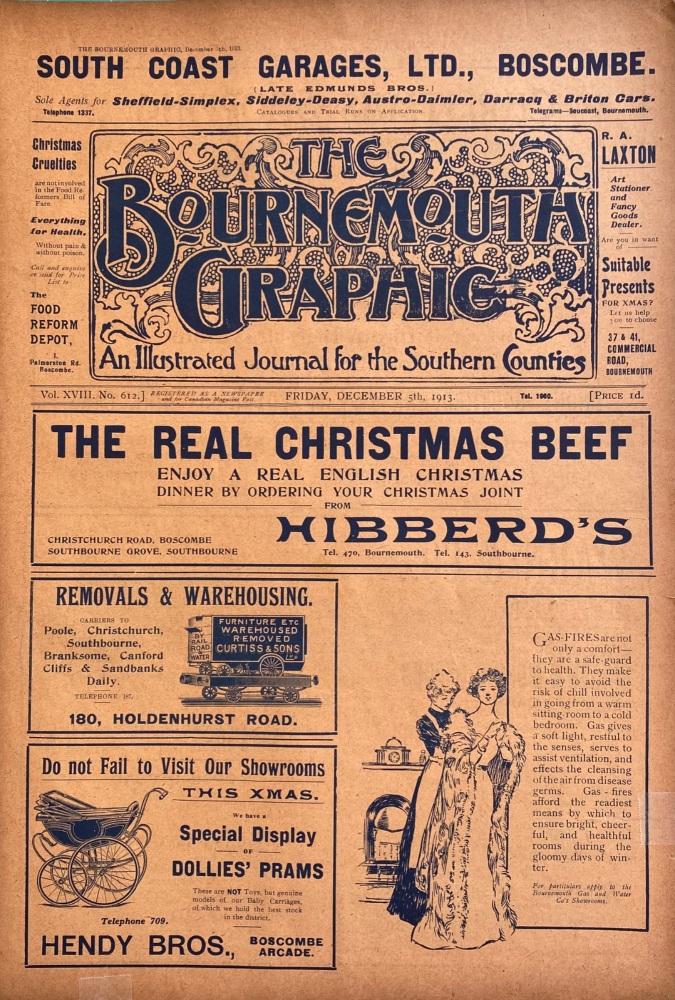 THE BOURNEMOUTH GRAPHIC, December 5th, 1913.
SOUTH COAST GARAGES, LTD., BOSCOMBE.
(LATE EDMUNDS BROS.)
Sole Agents for Sheffield-Simplex, Siddeley-Deasy, Austro-Daimler, Darracq & Briton Cars.
Telephone 1337. CATALOGUES AND TRIAL RUNS ON APPLICATION. Telegrams—Soucoast, Bournemouth.
Christmas
Cruelties
are not involved
in the Food Re-
formers Bill of
Fare.
Everything
for Health.
Without pain &
without poison.
Call and enquire
or send for Price
List to
The
FOOD
REFORM
DEPOT,
1,
Palmerston Rd.
Boscombe.
THE
BOURNEMOUTH
GRAPHIC
An Illustrated Journal for the Southern Counties
R. A.
LAXTON
Art
Stationer
and
Fancy
Goods
Dealer.
Are you in want
of
Suitable
Presents
FOR XMAS?
Let us help
you to choose
37 & 41,
COMMERCIAL
ROAD,
BOURNEMOUTH
Vol. XVIII. No. 612.] REGISTERED AS A NEWSPAPER
and for Canadian Magazine Post.
FRIDAY, DECEMBER 5th, 1913. Tel. 1960. [PRICE 1d.
THE REAL CHRISTMAS BEEF
ENJOY A REAL ENGLISH CHRISTMAS
DINNER BY ORDERING YOUR CHRISTMAS JOINT
FROM
HIBBERD'S
CHRISTCHURCH ROAD, BOSCOMBE
SOUTHBOURNE GROVE, SOUTHBOURNE
Tel. 470, Bournemouth. Tel. 143, Southbourne.
REMOVALS & WAREHOUSING.
CARRIERS TO
Poole, Christchurch,
Southbourne,
Branksome, Canford
Cliffs & Sandbanks
Daily.
TELEPHONE 187.
BY
RAIL
ROAD
&
WATER
FURNITURE ETC
WAREHOUSED
REMOVED
CURTISS & SONS
LTD
180, HOLDENHURST ROAD.
Do not Fail to Visit Our Showrooms
THIS XMAS.
We have a
Special Display
OF
DOLLIES' PRAMS
These are NOT Toys, but genuine
models of our Baby Carriages,
of which we hold the best stock
in the district.
Telephone 709.
HENDY BROS., BOSCOMBE
ARCADE.
GAS-FIRES are not
only a comfort—
they are a safe-guard
to health. They make
it easy to avoid the
risk of chill involved
in going from a warm
sitting-room to a cold
bedroom. Gas gives
a soft light, restful to
the senses, serves to
assist ventilation, and
effects the cleansing
of the air from disease
germs. Gas-fires
afford the readiest
means by which to
ensure bright, cheer-
ful, and healthful
rooms during the
gloomy days of win-
ter.
For particulars apply to the
Bournemouth Gas and Water
Co's Showrooms.